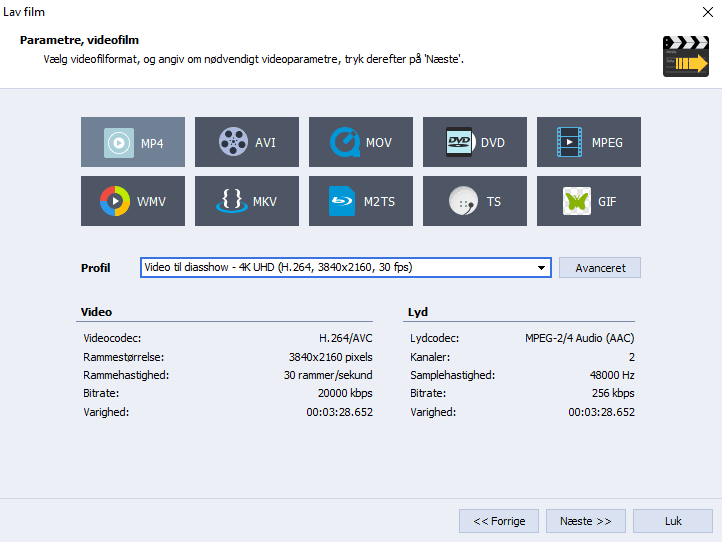 Lav film
Parametre, videofilm
Vælg videofilformat, og angiv om nødvendigt videoparametre, tryk derefter på 'Næste'.
MP4 AVI MOV DVD MPEG
WMV MKV M2TS TS GIF
Profil Video til diasshow - 4K UHD (H.264, 3840x2160, 30 fps) Avanceret
Video Lyd
Videocodec: H.264/AVC Lydcodec: MPEG-2/4 Audio (AAC)
Rammestørrelse: 3840x2160 pixels Kanaler: 2
Rammehastighed: 30 rammer/sekund Samplehastighed: 48000 Hz
Bitrate: 20000 kbps Bitrate: 256 kbps
Varighed: 00:03:28.652 Varighed: 00:03:28.652
<< Forrige Næste >> Luk